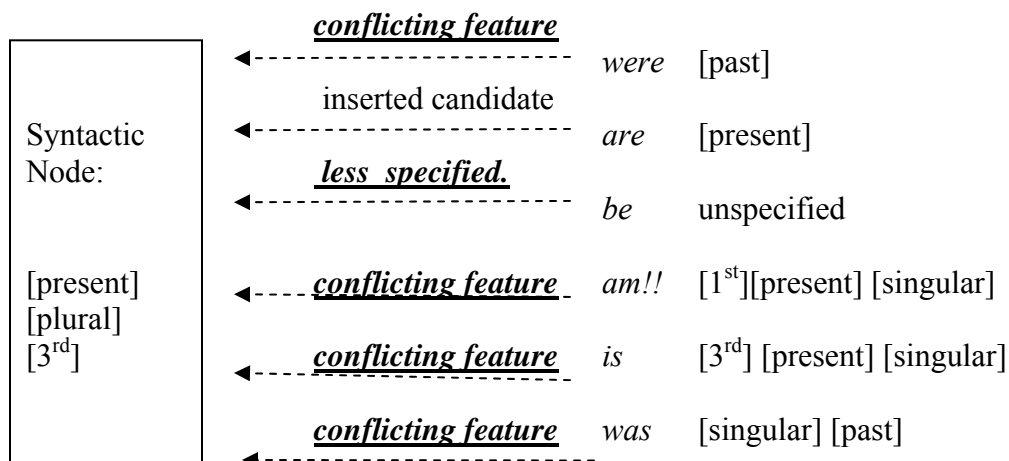 conflicting feature
were [past]
inserted candidate
Syntactic are [present]
Node:
less specified.
be unspecified
[present] conflicting feature am!! [1st][present] [singular]
[plural]
[3rd] conflicting feature is [3rd] [present] [singular]
conflicting feature was [singular] [past]